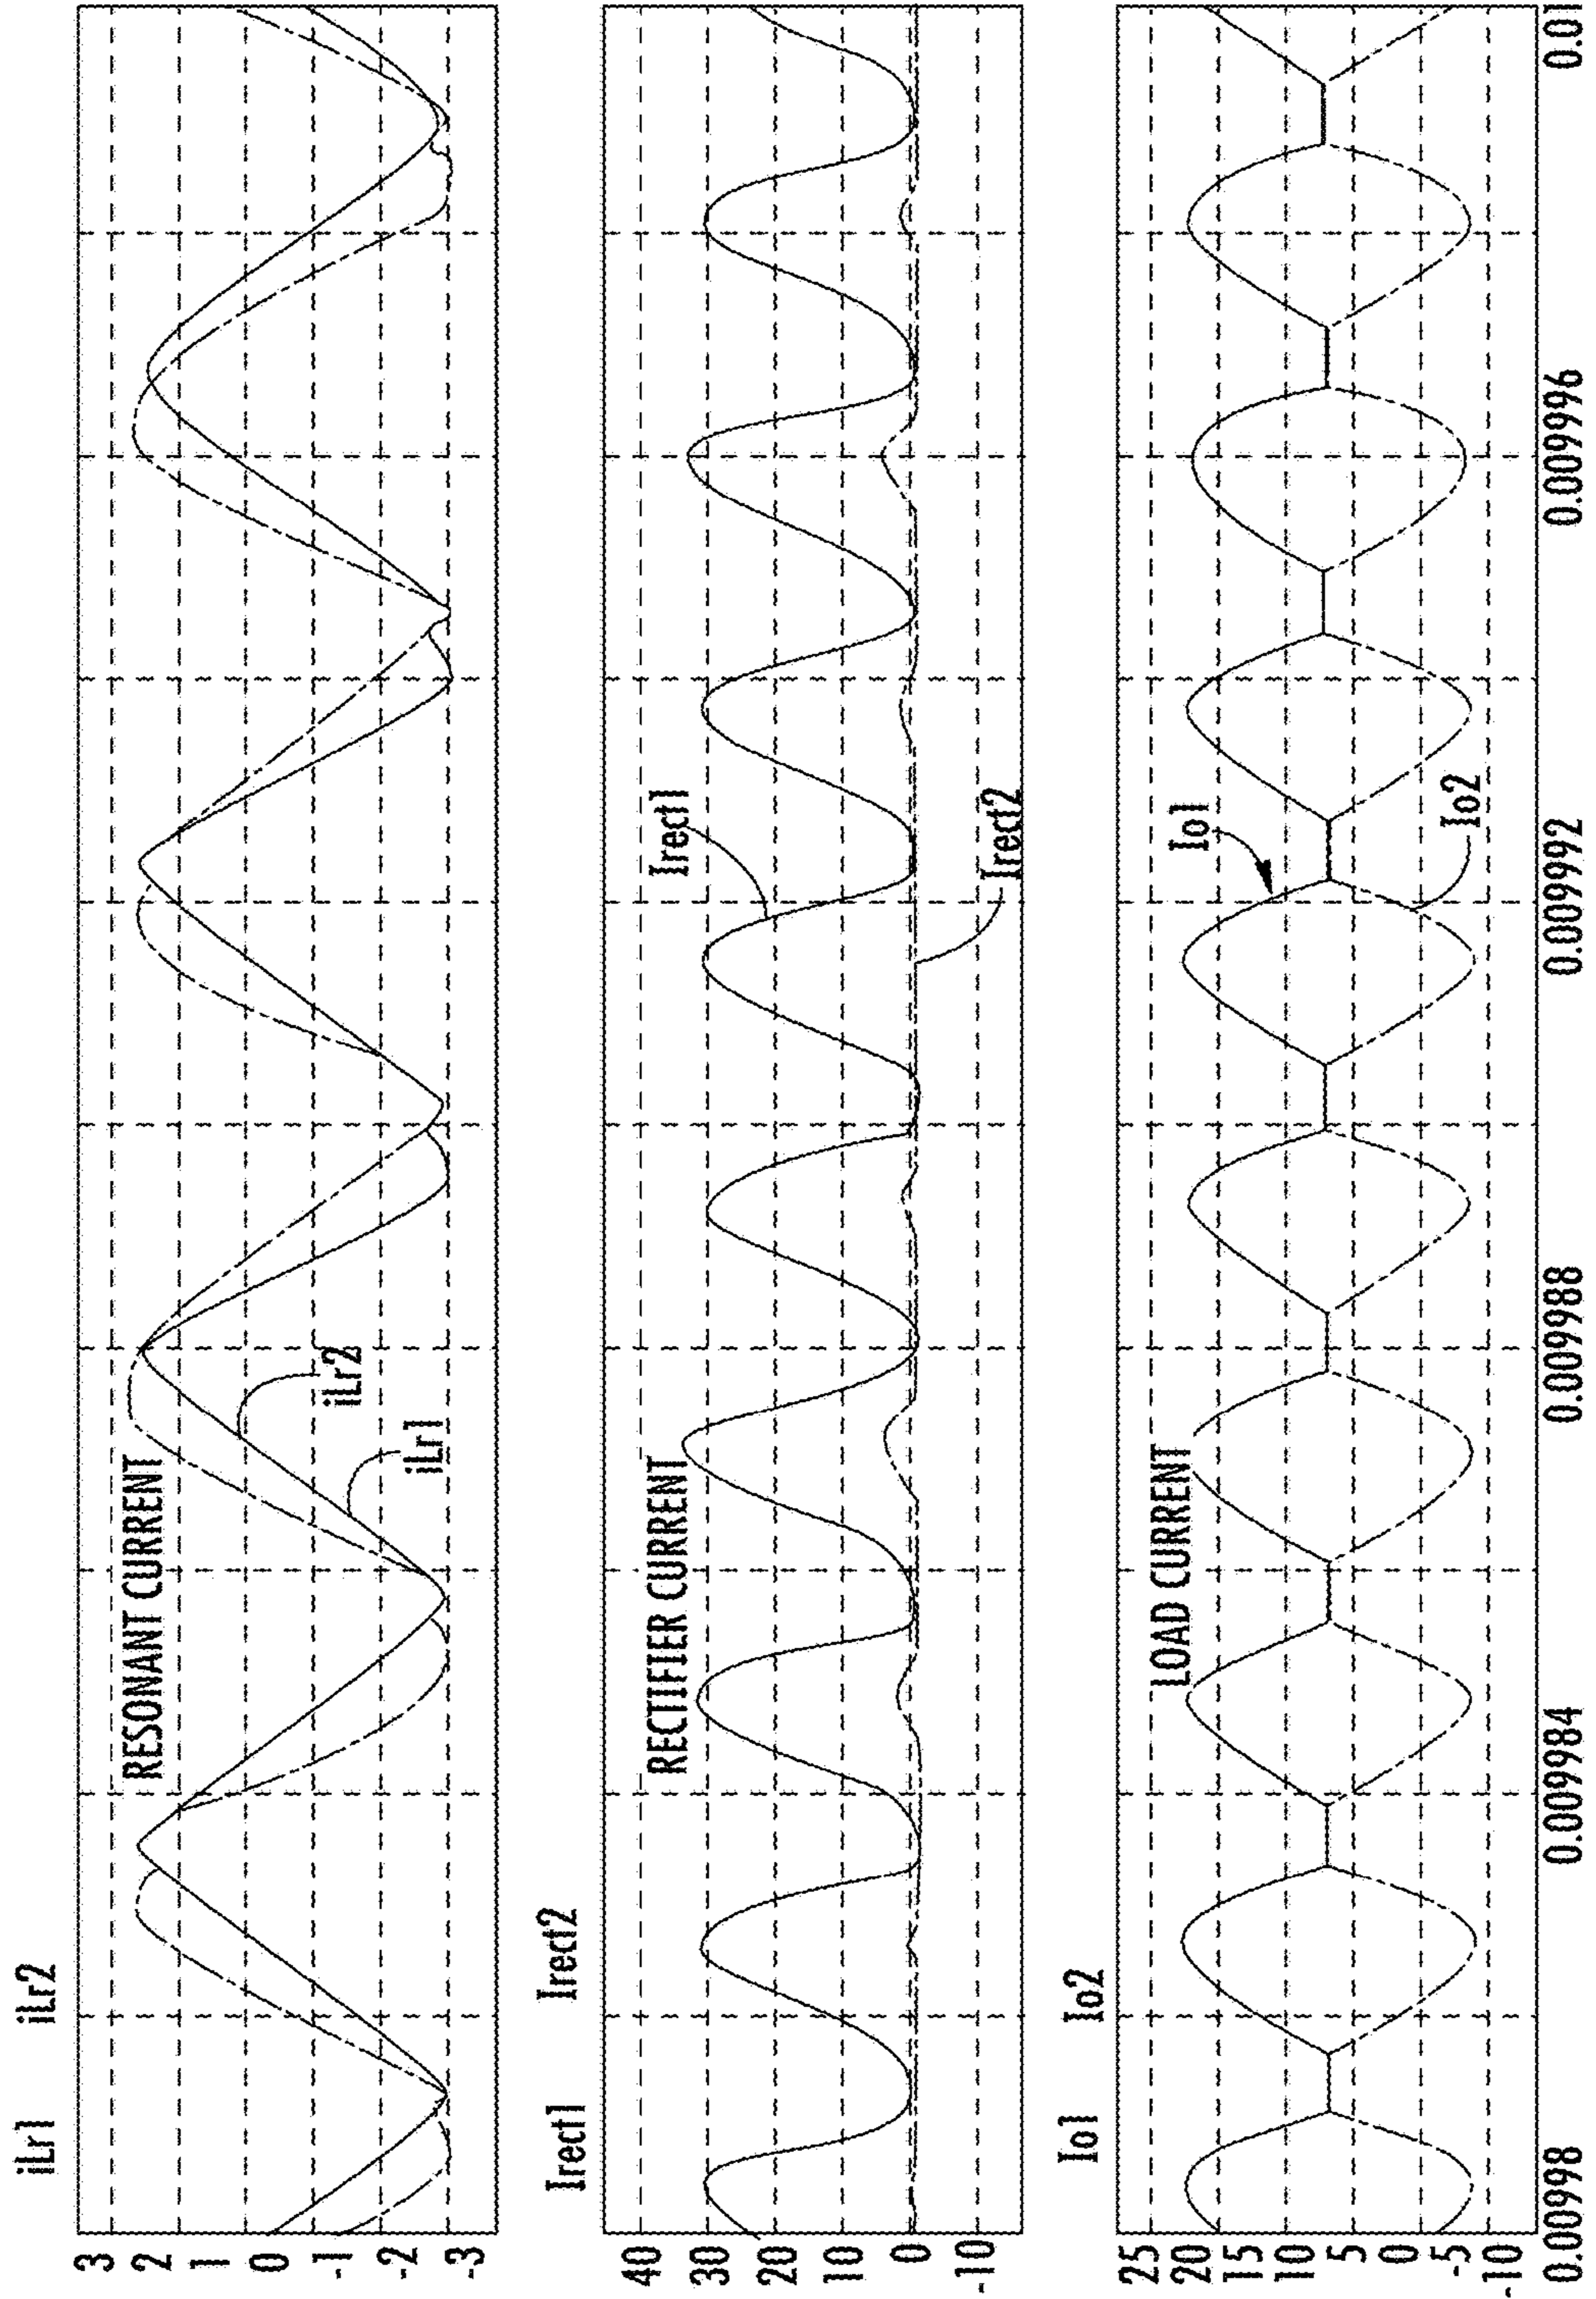 iLr1 iLr2
RESONANT CURRENT
iLr2
iLr1
3
2
1
0
-1
-2
-3
Irect1 Irect2
RECTIFIER CURRENT
Irect1
Irect2
40
30
20
10
0
-10
Io1 Io2
LOAD CURRENT
Io1
Io2
25
20
15
10
5
0
-5
-10
0.00998 0.009984 0.009988 0.009992 0.009996 0.01